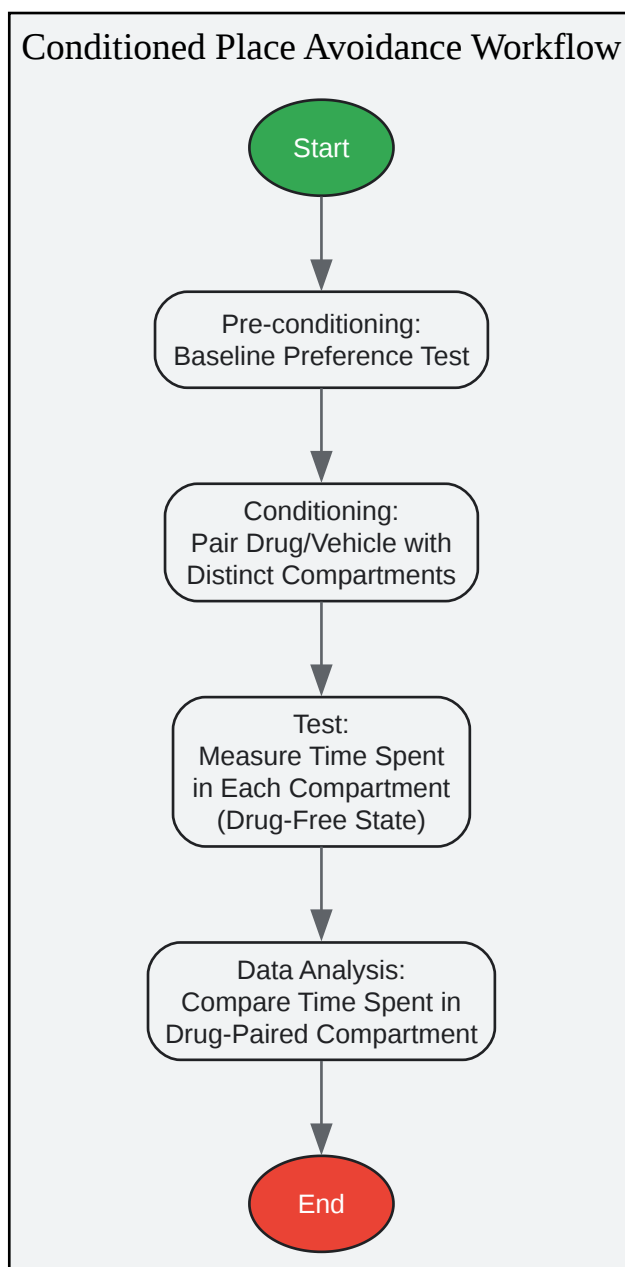 Conditioned Place Avoidance Workflow
Start
Pre-conditioning:
Baseline Preference Test
Conditioning:
Pair Drug/Vehicle with
Distinct Compartments
Test:
Measure Time Spent
in Each Compartment
(Drug-Free State)
Data Analysis:
Compare Time Spent in
Drug-Paired Compartment
End